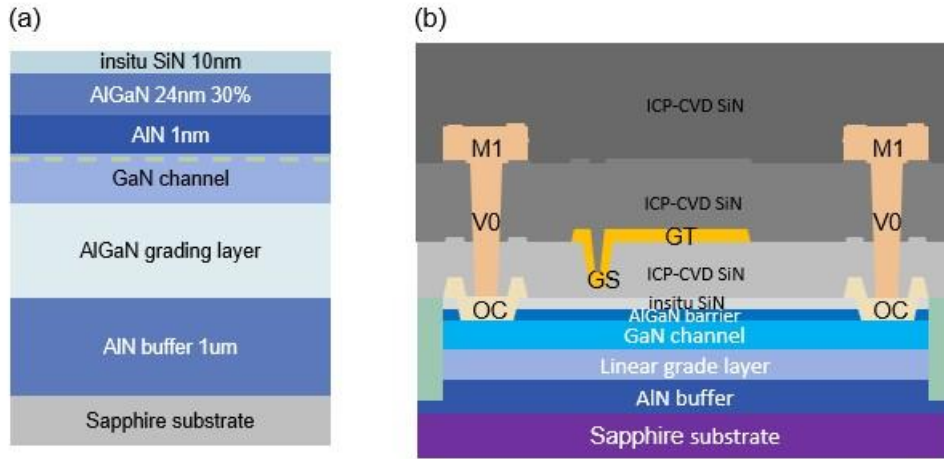 (a)
insitu SiN 10nm
AlGaN 24nm 30%
AlN 1nm
GaN channel
AlGaN grading layer
AlN buffer 1um
Sapphire substrate
(b)
ICP-CVD SiN
M1
M1
V0
ICP-CVD SiN
V0
GT
GS
ICP-CVD SiN
OC
insitu SiN
OC
AlGaN barrier
GaN channel
Linear grade layer
AlN buffer
Sapphire substrate